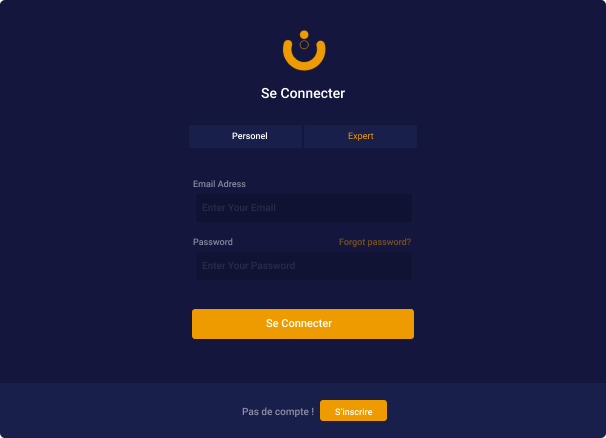 Se Connecter
Personel Expert
Email Adress
Enter Your Email
Password Forgot password?
Enter Your Password
Se Connecter
Pas de compte ! S'inscrire